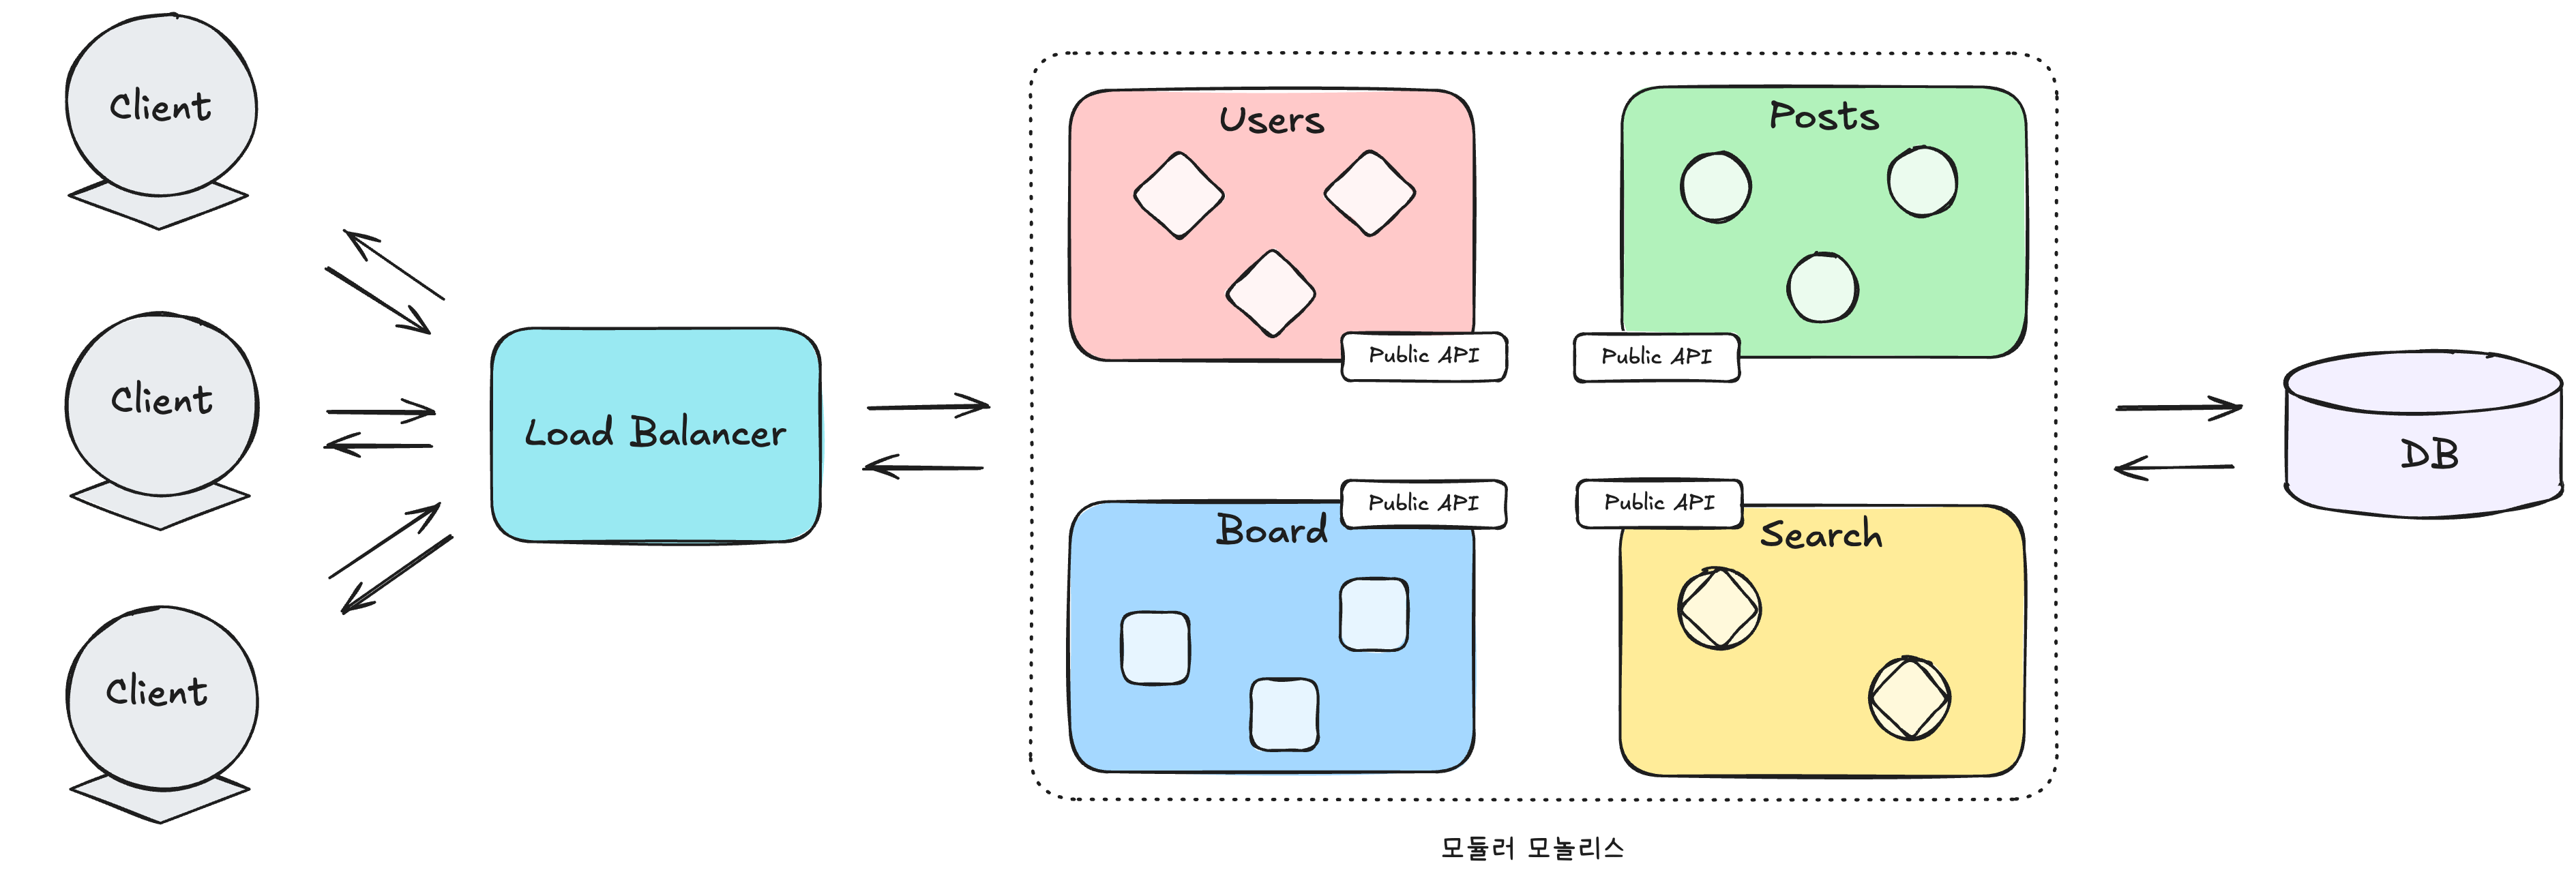 Client
Client
Client
Load Balancer
Users
Public API
Posts
Public API
Board
Public API
Search
Public API
DB
모듈러 모놀리스